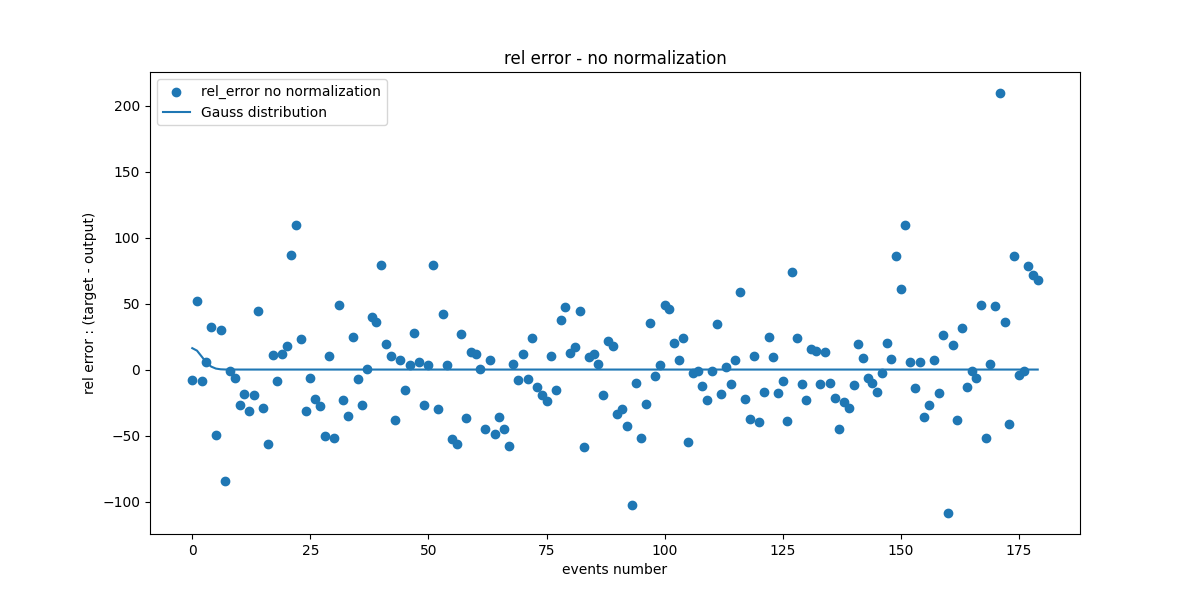 rel error - no normalization
rel_error no normalization
Gauss distribution
200
150
100
50
0
−50
−100
rel error : (target - output)
0 25 50 75 100 125 150 175
events number